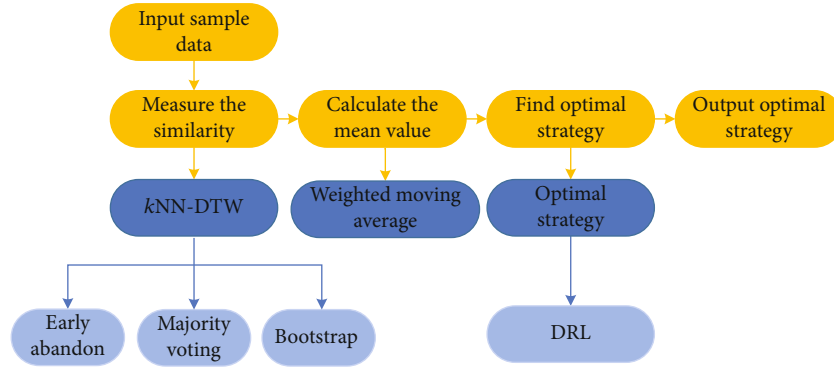 Input sample
data
Measure the
similarity
Calculate the
mean value
Find optimal
strategy
Output optimal
strategy
kNN-DTW
Weighted moving
average
Optimal
strategy
Early
abandon
Majority
voting
Bootstrap
DRL